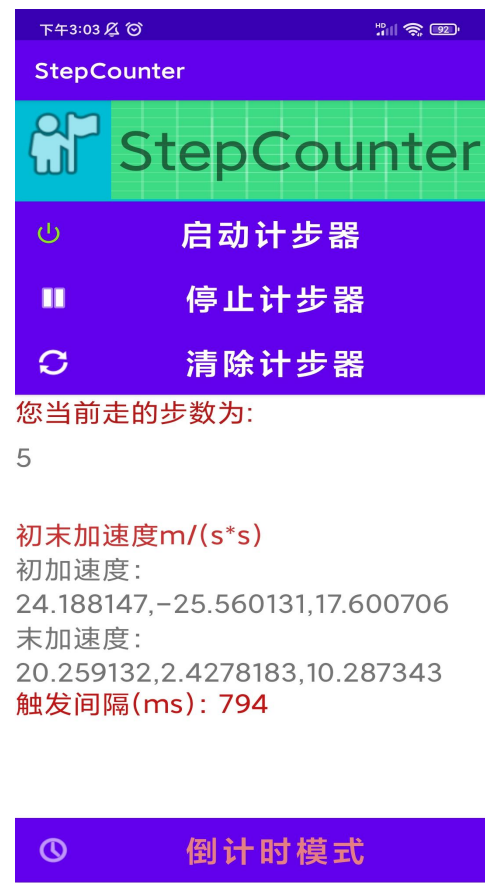 下午3:03
HD 92
StepCounter
StepCounter
启动计步器
停止计步器
清除计步器
您当前走的步数为:
5
初末加速度m/(s*s)
初加速度:
24.188147,-25.560131,17.600706
末加速度:
20.259132,2.4278183,10.287343
触发间隔(ms): 794
倒计时模式